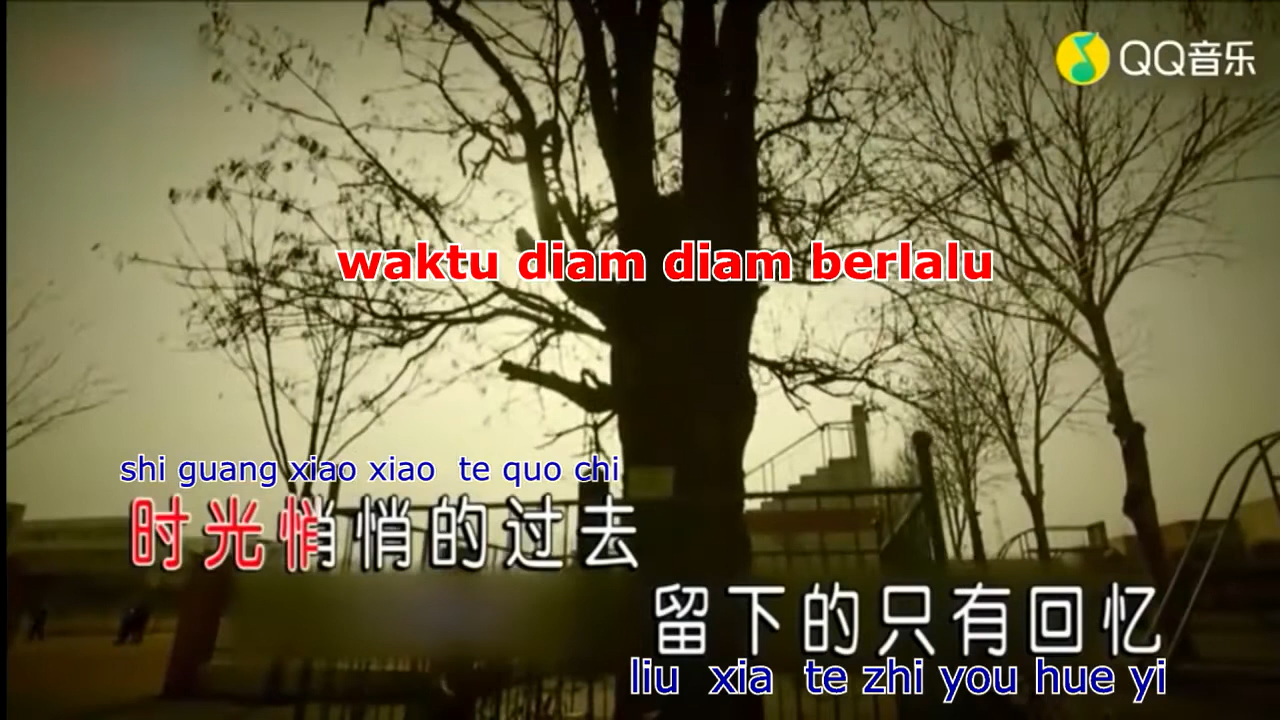 QQ音乐
waktu diam diam berlalu
shi guang xiao xiao te quo chi
时光悄悄的过去
留下的只有回忆
liu xia te zhi you hue yi